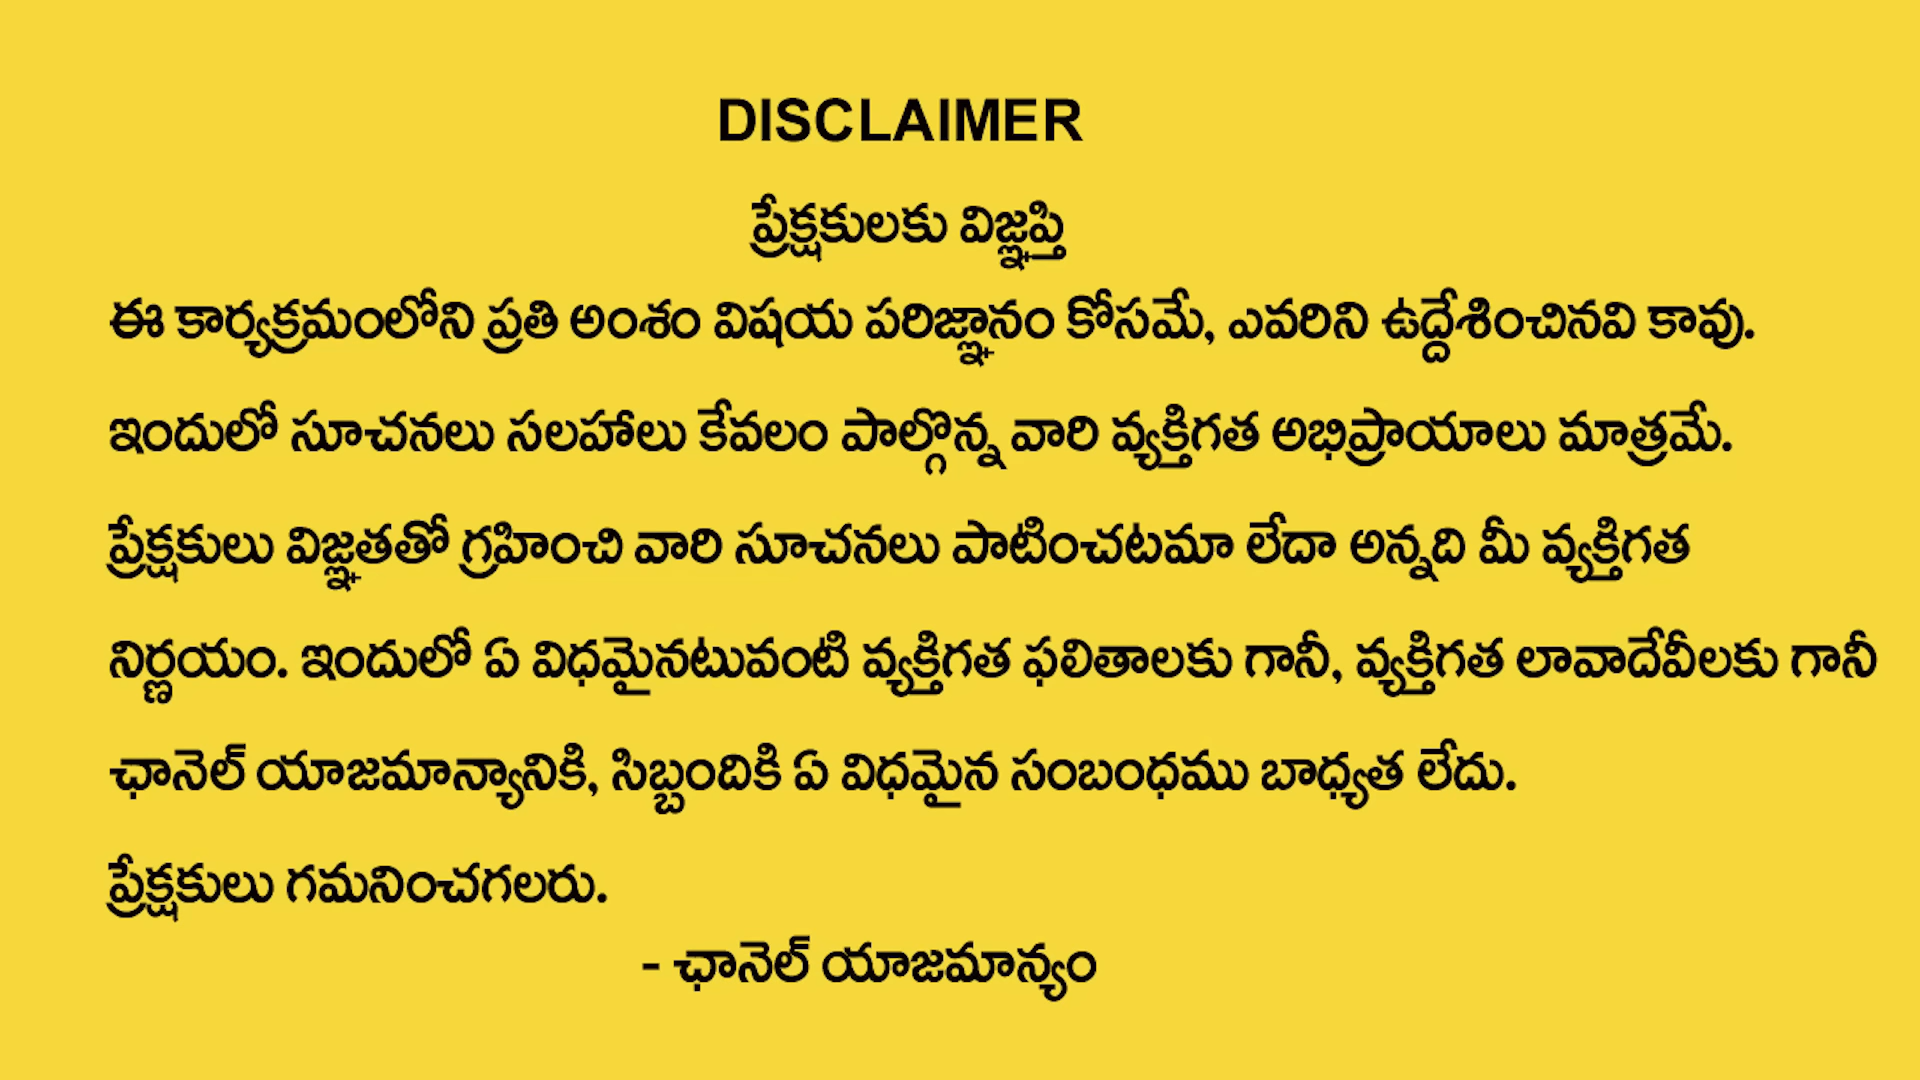 DISCLAIMER
ప్రేక్షకులకు విజ్ఞప్తి
ఈ కార్యక్రమంలోని ప్రతి అంశం విషయ పరిజ్ఞానం కోసమే, ఎవరిని ఉద్దేశించినవి కావు.
ఇందులో సూచనలు సలహాలు కేవలం పాల్గొన్న వారి వ్యక్తిగత అభిప్రాయాలు మాత్రమే.
ప్రేక్షకులు విజ్ఞతతో గ్రహించి వారి సూచనలు పాటించటమా లేదా అన్నది మీ వ్యక్తిగత
నిర్ణయం. ఇందులో ఏ విధమైనటువంటి వ్యక్తిగత ఫలితాలకు గానీ, వ్యక్తిగత లావాదేవీలకు గానీ
ఛానెల్ యాజమాన్యానికి, సిబ్బందికి ఏ విధమైన సంబంధము బాధ్యత లేదు.
ప్రేక్షకులు గమనించగలరు.
- ఛానెల్ యాజమాన్యం